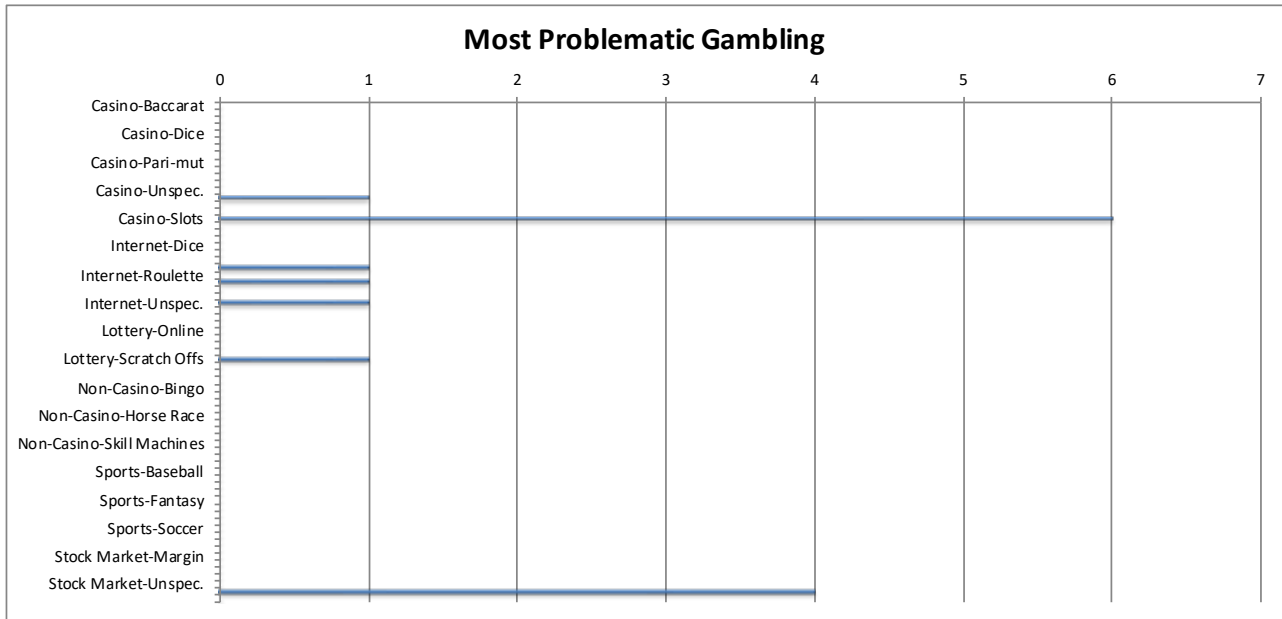 Most Problematic Gambling
0 1 2 3 4 5 6 7
Casino-Baccarat
Casino-Dice
Casino-Pari-mut
Casino-Unspec.
Casino-Slots
Internet-Dice
Internet-Roulette
Internet-Unspec.
Lottery-Online
Lottery-Scratch Offs
Non-Casino-Bingo
Non-Casino-Horse Race
Non-Casino-Skill Machines
Sports-Baseball
Sports-Fantasy
Sports-Soccer
Stock Market-Margin
Stock Market-Unspec.